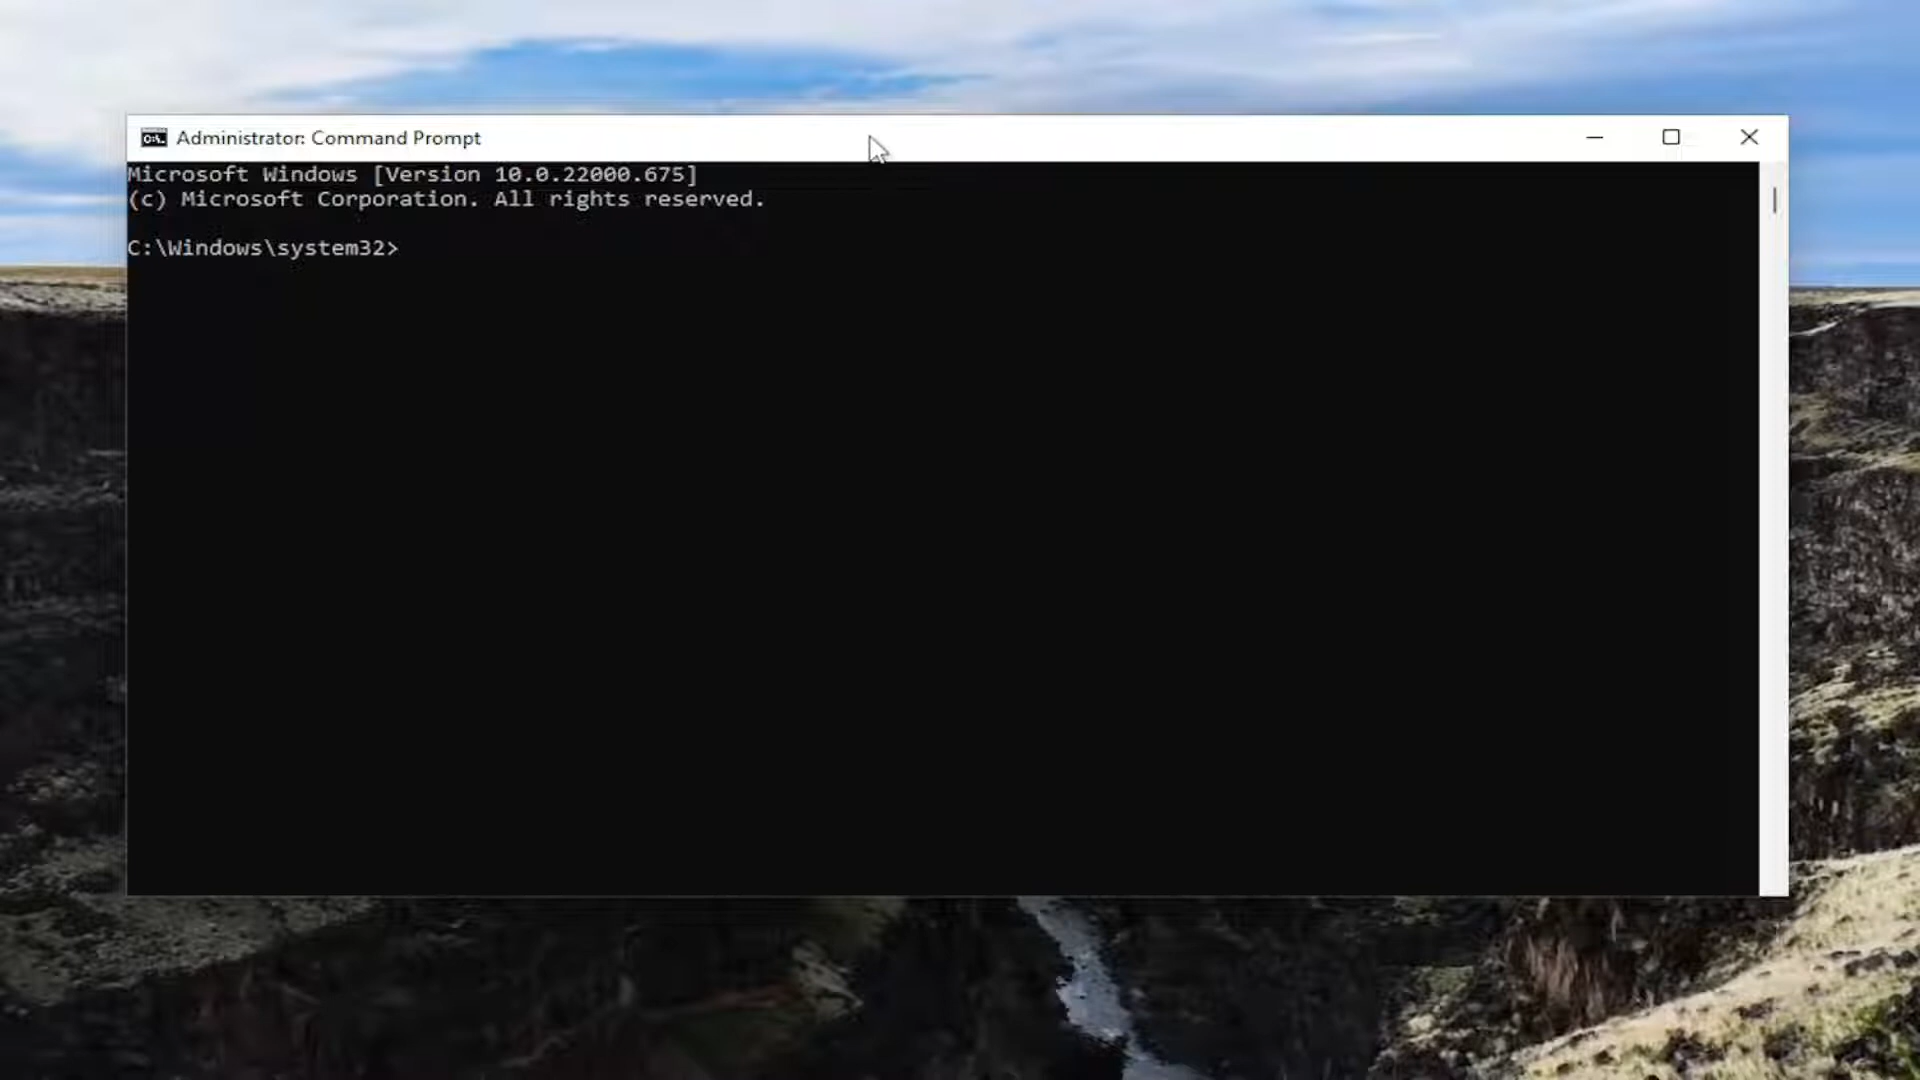 Administrator: Command Prompt
Microsoft Windows [Version 10.0.22000.675]
(c) Microsoft Corporation. All rights reserved.
C:\Windows\system32>